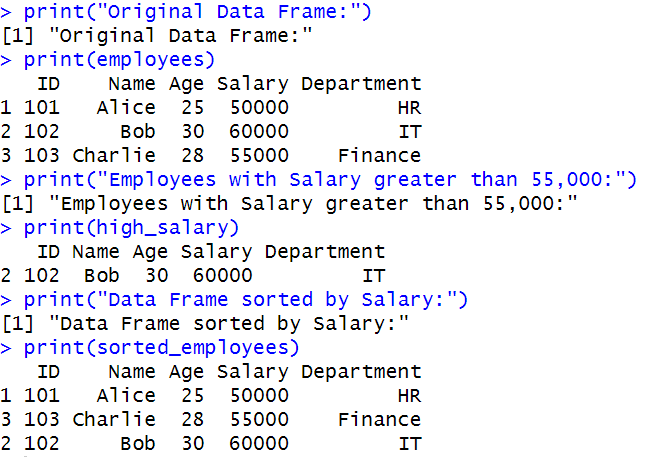 > print("Original Data Frame:")
[1] "Original Data Frame:"
> print(employees)
   ID    Name Age Salary Department
1 101   Alice  25  50000         HR
2 102     Bob  30  60000         IT
3 103 Charlie  28  55000    Finance
> print("Employees with Salary greater than 55,000:")
[1] "Employees with Salary greater than 55,000:"
> print(high_salary)
   ID Name Age Salary Department
2 102  Bob  30  60000         IT
> print("Data Frame sorted by Salary:")
[1] "Data Frame sorted by Salary:"
> print(sorted_employees)
   ID    Name Age Salary Department
1 101   Alice  25  50000         HR
3 103 Charlie  28  55000    Finance
2 102     Bob  30  60000         IT